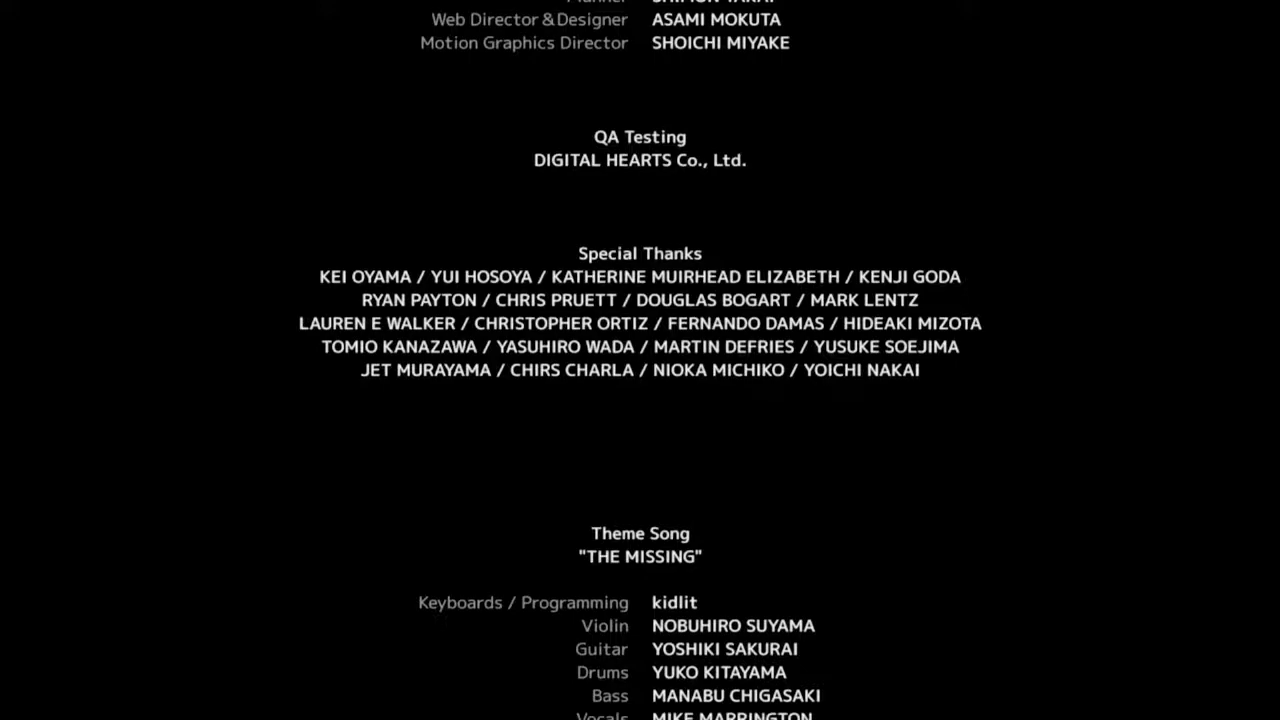 Web Director & Designer ASAMI MOKUTA
Motion Graphics Director SHOICHI MIYAKE
QA Testing
DIGITAL HEARTS Co., Ltd.
Special Thanks
KEI OYAMA / YUI HOSOYA / KATHERINE MUIRHEAD ELIZABETH / KENJI GODA
RYAN PAYTON / CHRIS PRUETT / DOUGLAS BOGART / MARK LENTZ
LAUREN E WALKER / CHRISTOPHER ORTIZ / FERNANDO DAMAS / HIDEAKI MIZOTA
TOMIO KANAZAWA / YASUHIRO WADA / MARTIN DEFRIES / YUSUKE SOEJIMA
JET MURAYAMA / CHIRS CHARLA / NIOKA MICHIKO / YOICHI NAKAI
Theme Song
"THE MISSING"
Keyboards / Programming kidlit
Violin NOBUHIRO SUYAMA
Guitar YOSHIKI SAKURAI
Drums YUKO KITAYAMA
Bass MANABU CHIGASAKI
Vocals MIKE MARRINGTON